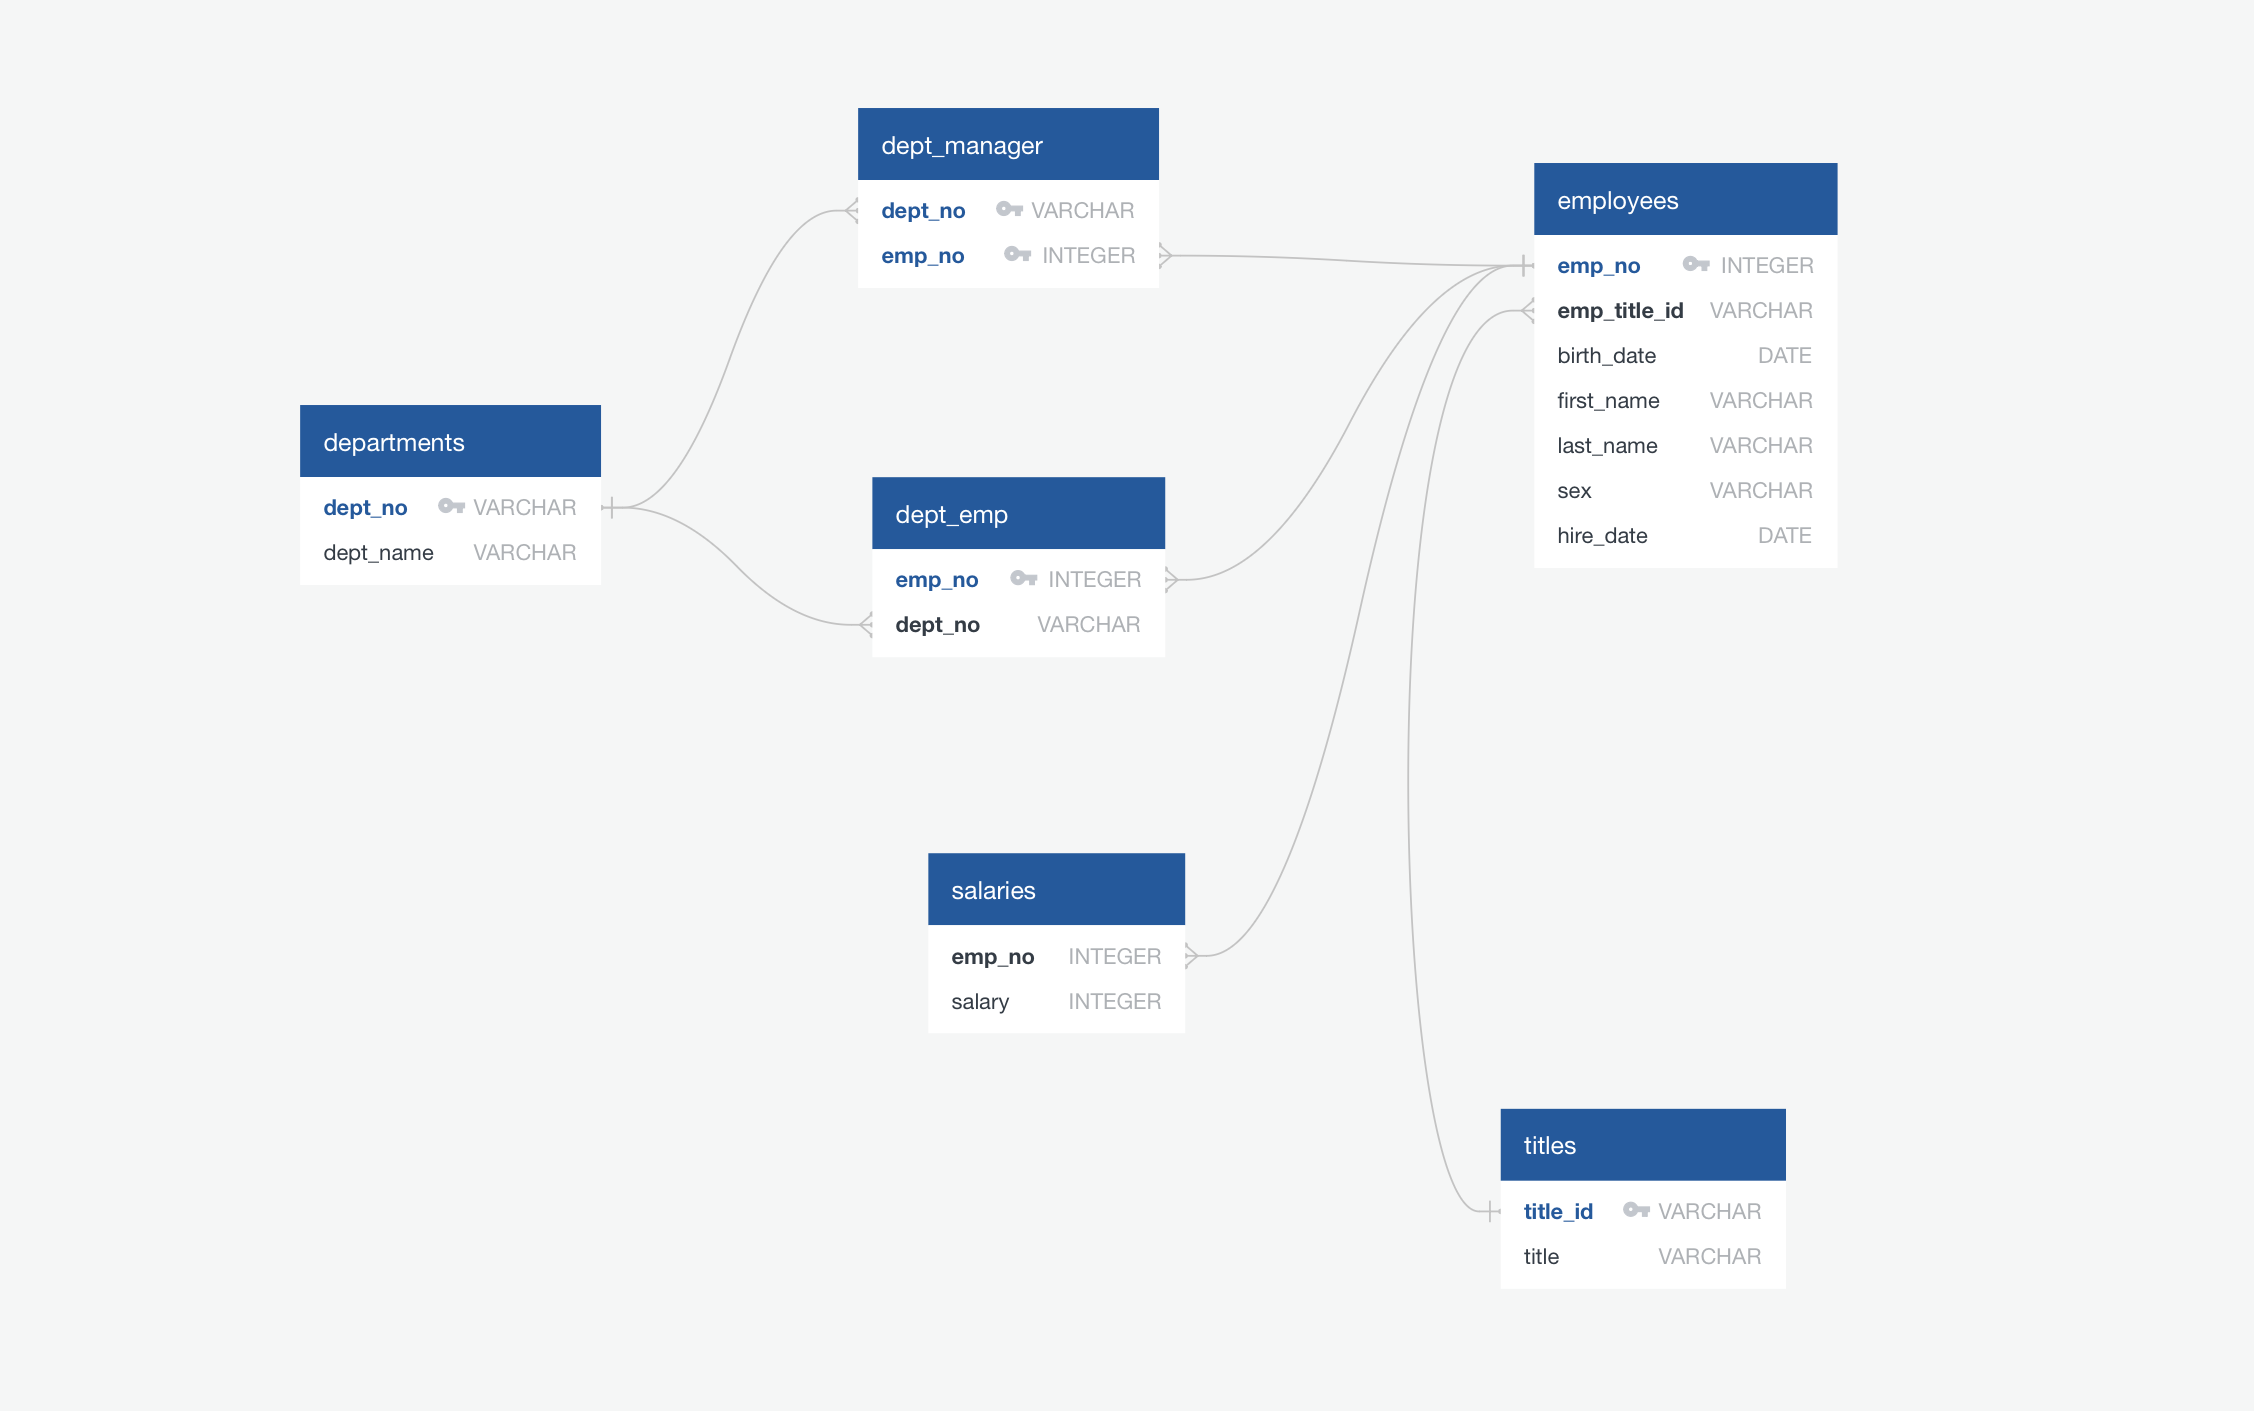 dept_manager
dept_no VARCHAR
emp_no INTEGER
employees
emp_no INTEGER
emp_title_id VARCHAR
birth_date DATE
first_name VARCHAR
last_name VARCHAR
sex VARCHAR
hire_date DATE
departments
dept_no VARCHAR
dept_name VARCHAR
dept_emp
emp_no INTEGER
dept_no VARCHAR
salaries
emp_no INTEGER
salary INTEGER
titles
title_id VARCHAR
title VARCHAR